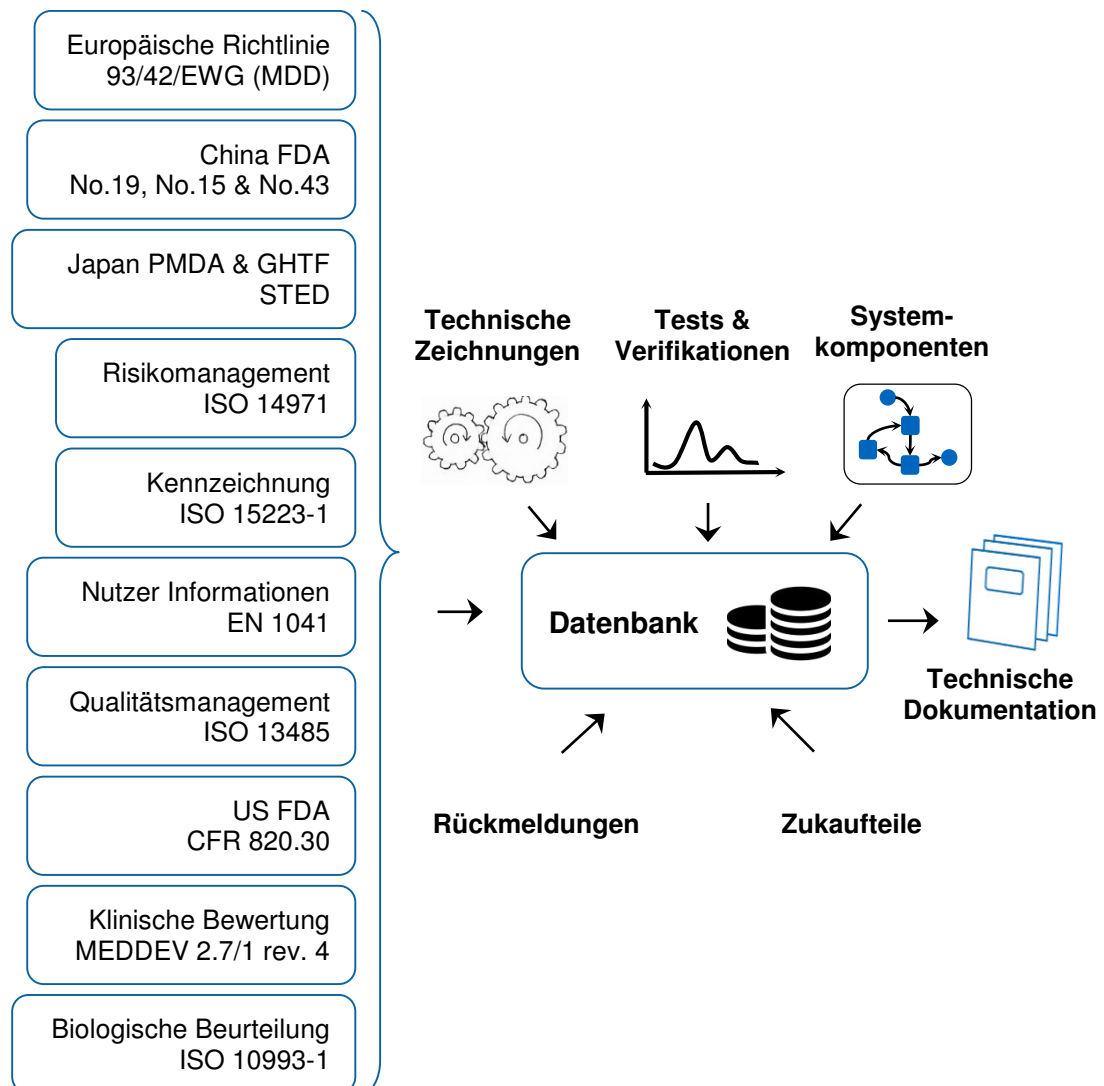 Europäische Richtlinie
93/42/EWG (MDD)
China FDA
No.19, No.15 & No.43
Japan PMDA & GHTF
STED
Risikomanagement
ISO 14971
Kennzeichnung
ISO 15223-1
Nutzer Informationen
EN 1041
Qualitätsmanagement
ISO 13485
US FDA
CFR 820.30
Klinische Bewertung
MEDDEV 2.7/1 rev. 4
Biologische Beurteilung
ISO 10993-1
Technische
Zeichnungen
Tests &
Verifikationen
System-
komponenten
Datenbank
Technische
Dokumentation
Rückmeldungen
Zukaufteile